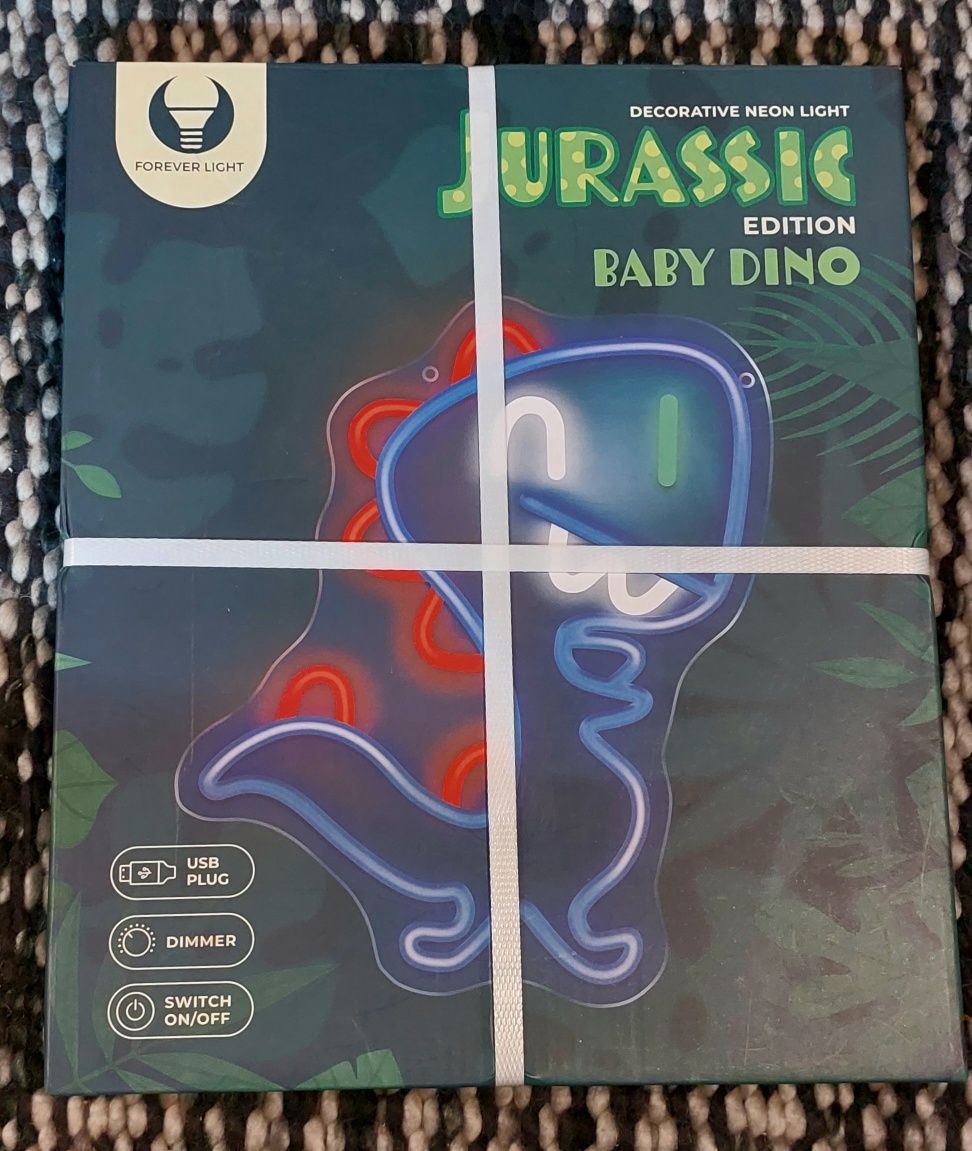 FOREVER LIGHT
DECORATIVE NEON LIGHT
JURASSIC
EDITION
BABY DINO
USB
PLUG
DIMMER
SWITCH
ON/OFF